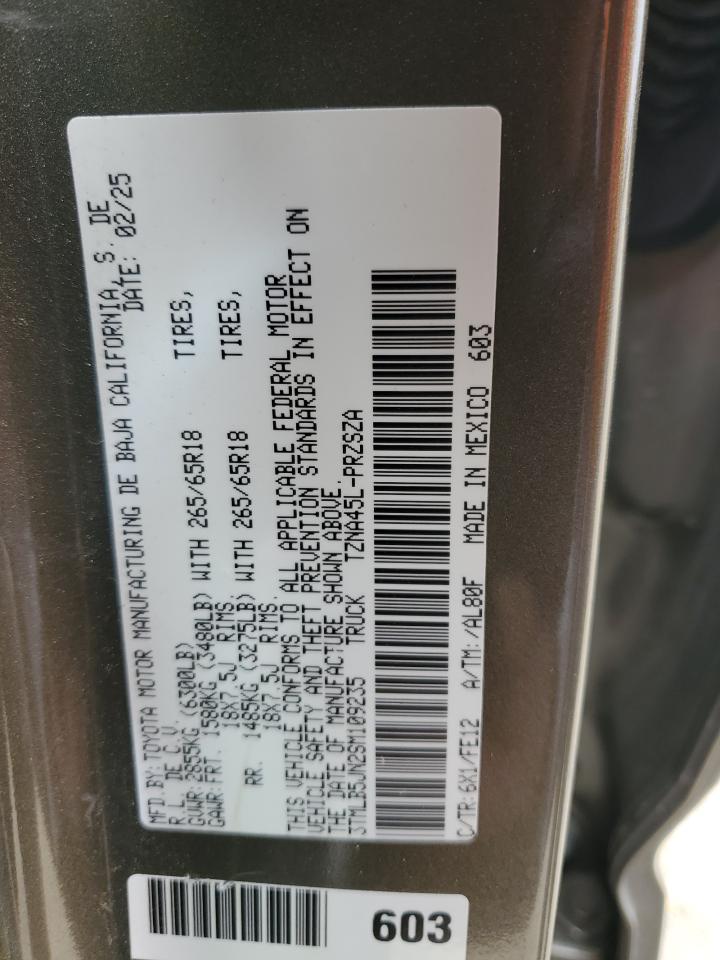 MFD.BY:TOYOTA MOTOR MANUFACTURING DE BAJA CALIFORNIA,S. DE
R.L. DE C.V. DATE: 02/25
GVWR:2855KG (6300LB)
GAWR:FRT. 1580KG (3480LB) WITH 265/65R18 TIRES,
18X7.5J RIMS.
RR. 1485KG (3275LB) WITH 265/65R18 TIRES,
18X7.5J RIMS.
THIS VEHICLE CONFORMS TO ALL APPLICABLE FEDERAL MOTOR
VEHICLE SAFETY AND THEFT PREVENTION STANDARDS IN EFFECT ON
THE DATE OF MANUFACTURE SHOWN ABOVE.
3TMLB5JN2SM109235 TRUCK TZNA45L-PRZSZA
C/TR:6X1/FE12 A/TM:/AL80F MADE IN MEXICO 603
603